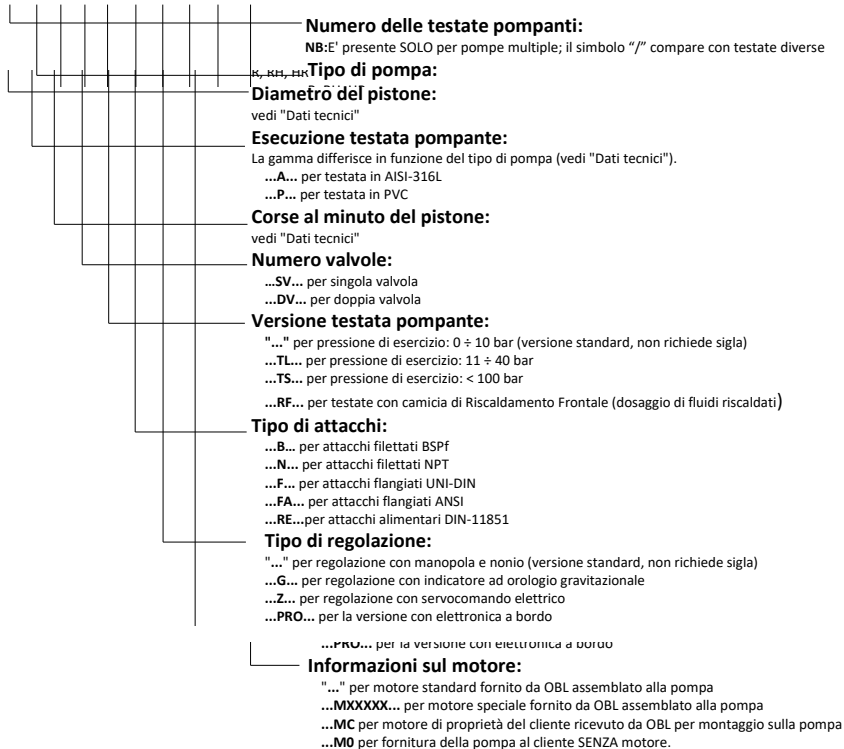 Numero delle testate pompanti:
NB:E' presente SOLO per pompe multiple; il simbolo "/" compare con testate diverse
R, RH, HR Tipo di pompa:
Diametro del pistone:
vedi "Dati tecnici"
Esecuzione testata pompante:
La gamma differisce in funzione del tipo di pompa (vedi "Dati tecnici").
...A... per testata in AISI-316L
...P... per testata in PVC
Corse al minuto del pistone:
vedi "Dati tecnici"
Numero valvole:
...SV... per singola valvola
...DV... per doppia valvola
Versione testata pompante:
"..." per pressione di esercizio: 0 ÷ 10 bar (versione standard, non richiede sigla)
...TL... per pressione di esercizio: 11 ÷ 40 bar
...TS... per pressione di esercizio: < 100 bar
...RF... per testate con camicia di Riscaldamento Frontale (dosaggio di fluidi riscaldati)
Tipo di attacchi:
...B... per attacchi filettati BSPf
...N... per attacchi filettati NPT
...F... per attacchi flangiati UNI-DIN
...FA... per attacchi flangiati ANSI
...RE...per attacchi alimentari DIN-11851
Tipo di regolazione:
"..." per regolazione con manopola e nonio (versione standard, non richiede sigla)
...G... per regolazione con indicatore ad orologio gravitazionale
...Z... per regolazione con servocomando elettrico
...PRO... per la versione con elettronica a bordo
...PRO... per la versione con elettronica a bordo
Informazioni sul motore:
"..." per motore standard fornito da OBL assemblato alla pompa
...MXXXXX... per motore speciale fornito da OBL assemblato alla pompa
...MC per motore di proprietà del cliente ricevuto da OBL per montaggio sulla pompa
...M0 per fornitura della pompa al cliente SENZA motore.